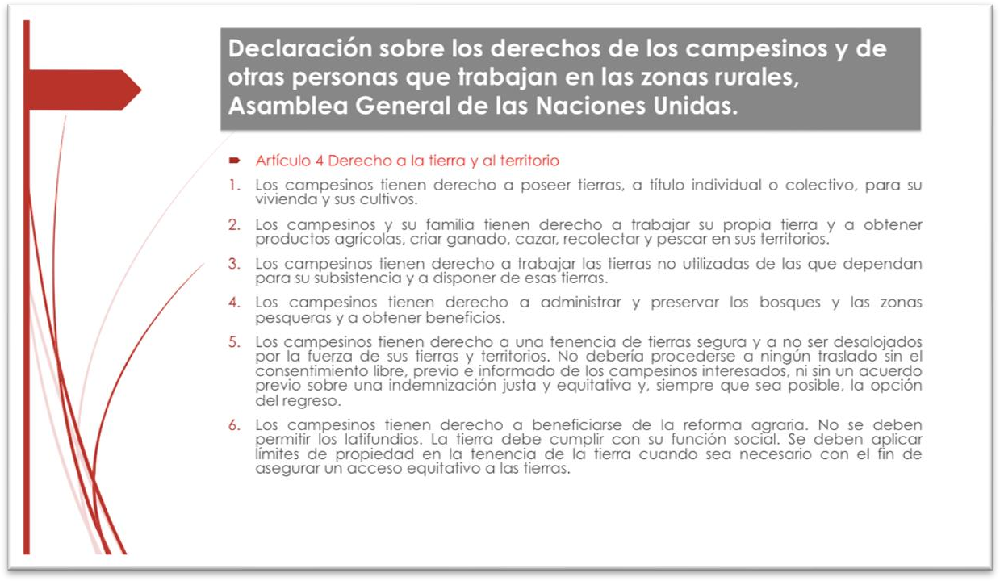 Declaración sobre los derechos de los campesinos y de
otras personas que trabajan en las zonas rurales,
Asamblea General de las Naciones Unidas.
Artículo 4 Derecho a la tierra y al territorio
1. Los campesinos tienen derecho a poseer tierras, a título individual o colectivo, para su
vivienda y sus cultivos.
2. Los campesinos y su familia tienen derecho a trabajar su propia tierra y a obtener
productos agrícolas, criar ganado, cazar, recolectar y pescar en sus territorios.
3. Los campesinos tienen derecho a trabajar las tierras no utilizadas de las que dependan
para su subsistencia y a disponer de esas tierras.
4. Los campesinos tienen derecho a administrar y preservar los bosques y las zonas
pesqueras y a obtener beneficios.
5. Los campesinos tienen derecho a una tenencia de tierras segura y a no ser desalojados
por la fuerza de sus tierras y territorios. No debería procederse a ningún traslado sin el
consentimiento libre, previo e informado de los campesinos interesados, ni sin un acuerdo
previo sobre una indemnización justa y equitativa y, siempre que sea posible, la opción
del regreso.
6. Los campesinos tienen derecho a beneficiarse de la reforma agraria. No se deben
permitir los latifundios. La tierra debe cumplir con su función social. Se deben aplicar
límites de propiedad en la tenencia de la tierra cuando sea necesario con el fin de
asegurar un acceso equitativo a las tierras.